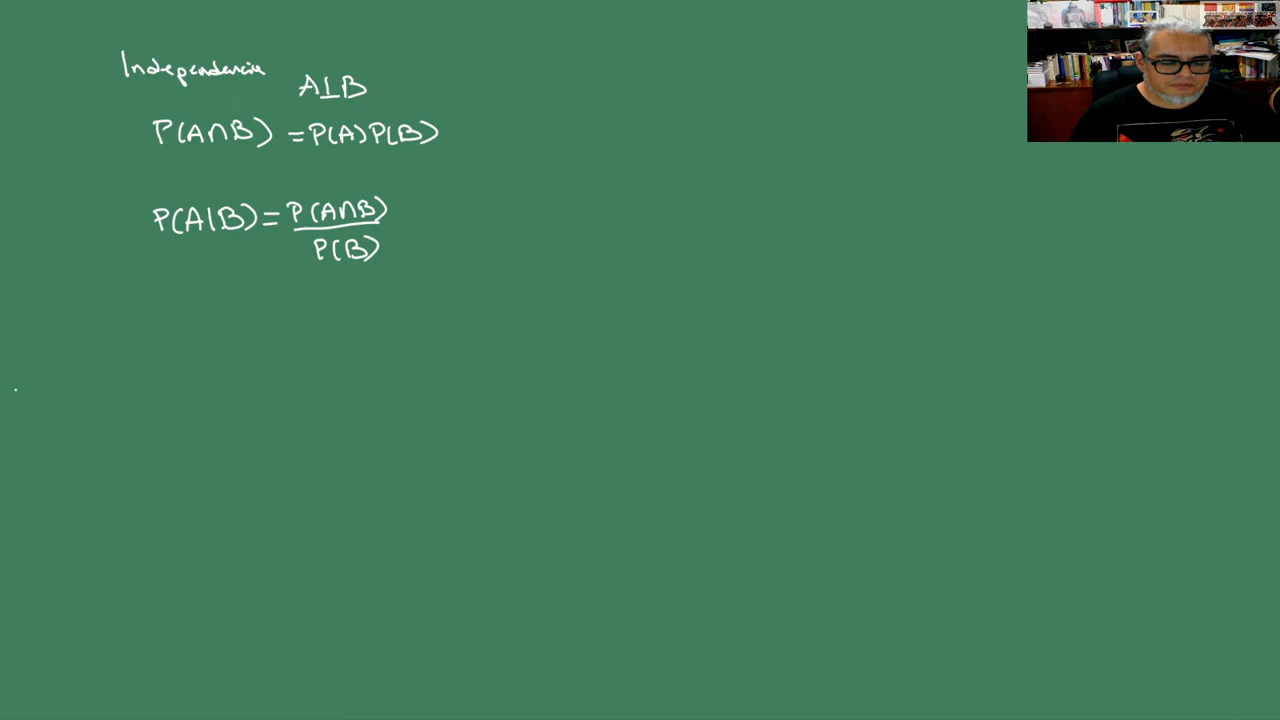 Independencia
A⊥B
P(A∩B) = P(A)P(B)
P(A|B) = P(A∩B)
P(B)